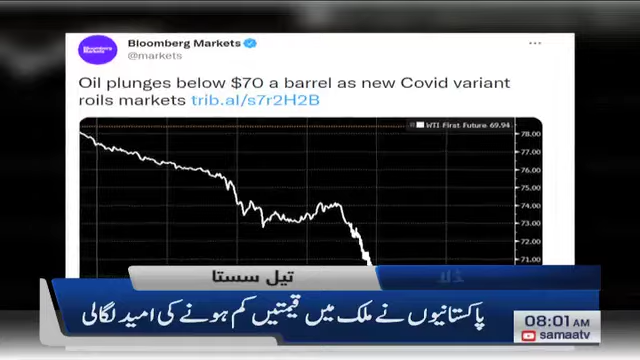 Bloomberg Markets
@markets
Oil plunges below $70 a barrel as new Covid variant
roils markets trib.al/s7r2H2B
WTI First Future 69.94
78.00
77.00
76.00
75.00
74.00
73.00
72.00
71.00
تیل سستا
پاکستانیوں نے ملک میں قیمتیں کم ہونے کی امید لگالی
08:01 AM
samaatv